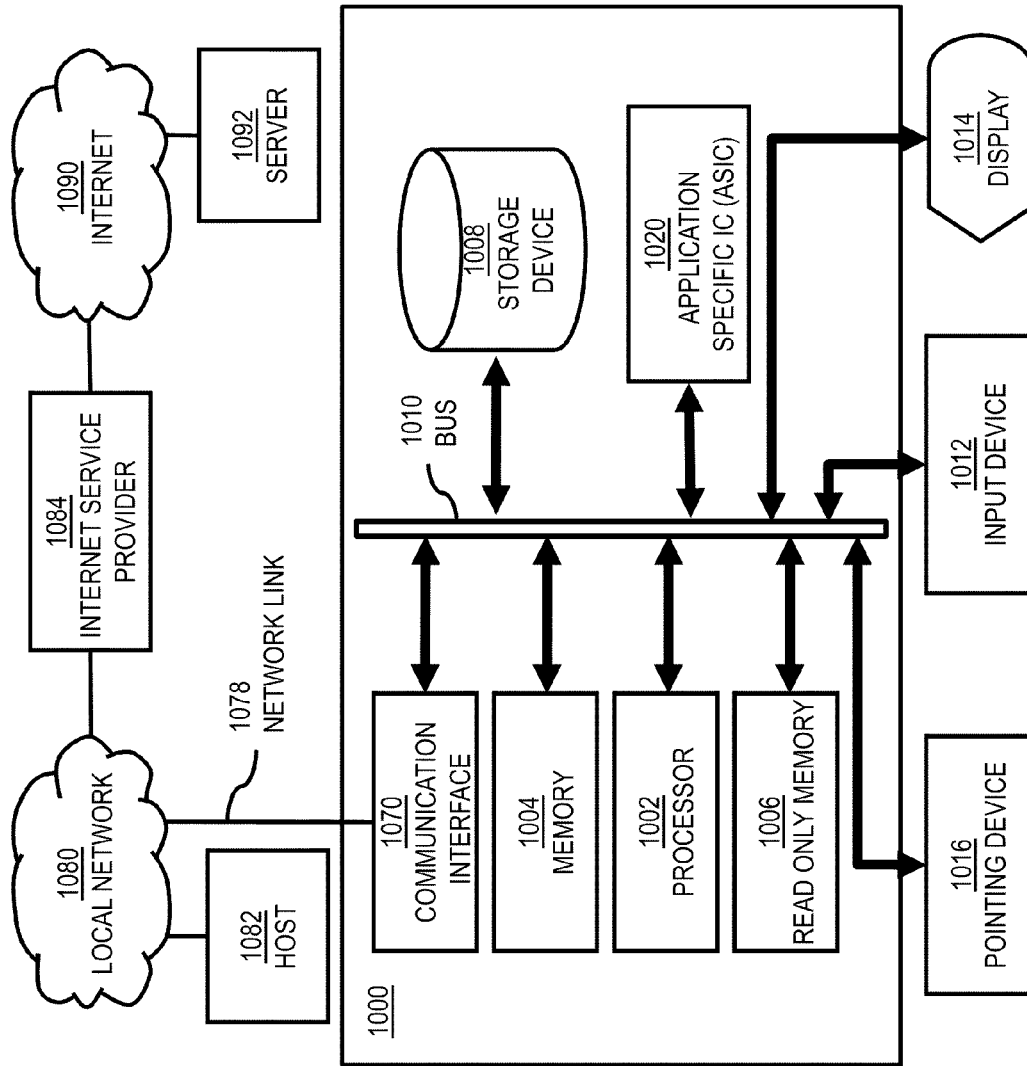 1080
LOCAL NETWORK
1084
INTERNET SERVICE
PROVIDER
1090
INTERNET
1082
HOST
1078
NETWORK LINK
1092
SERVER
1000
1070
COMMUNICATION
INTERFACE
1004
MEMORY
1002
PROCESSOR
1006
READ ONLY MEMORY
1010
BUS
1008
STORAGE
DEVICE
1020
APPLICATION
SPECIFIC IC (ASIC)
1016
POINTING DEVICE
1012
INPUT DEVICE
1014
DISPLAY